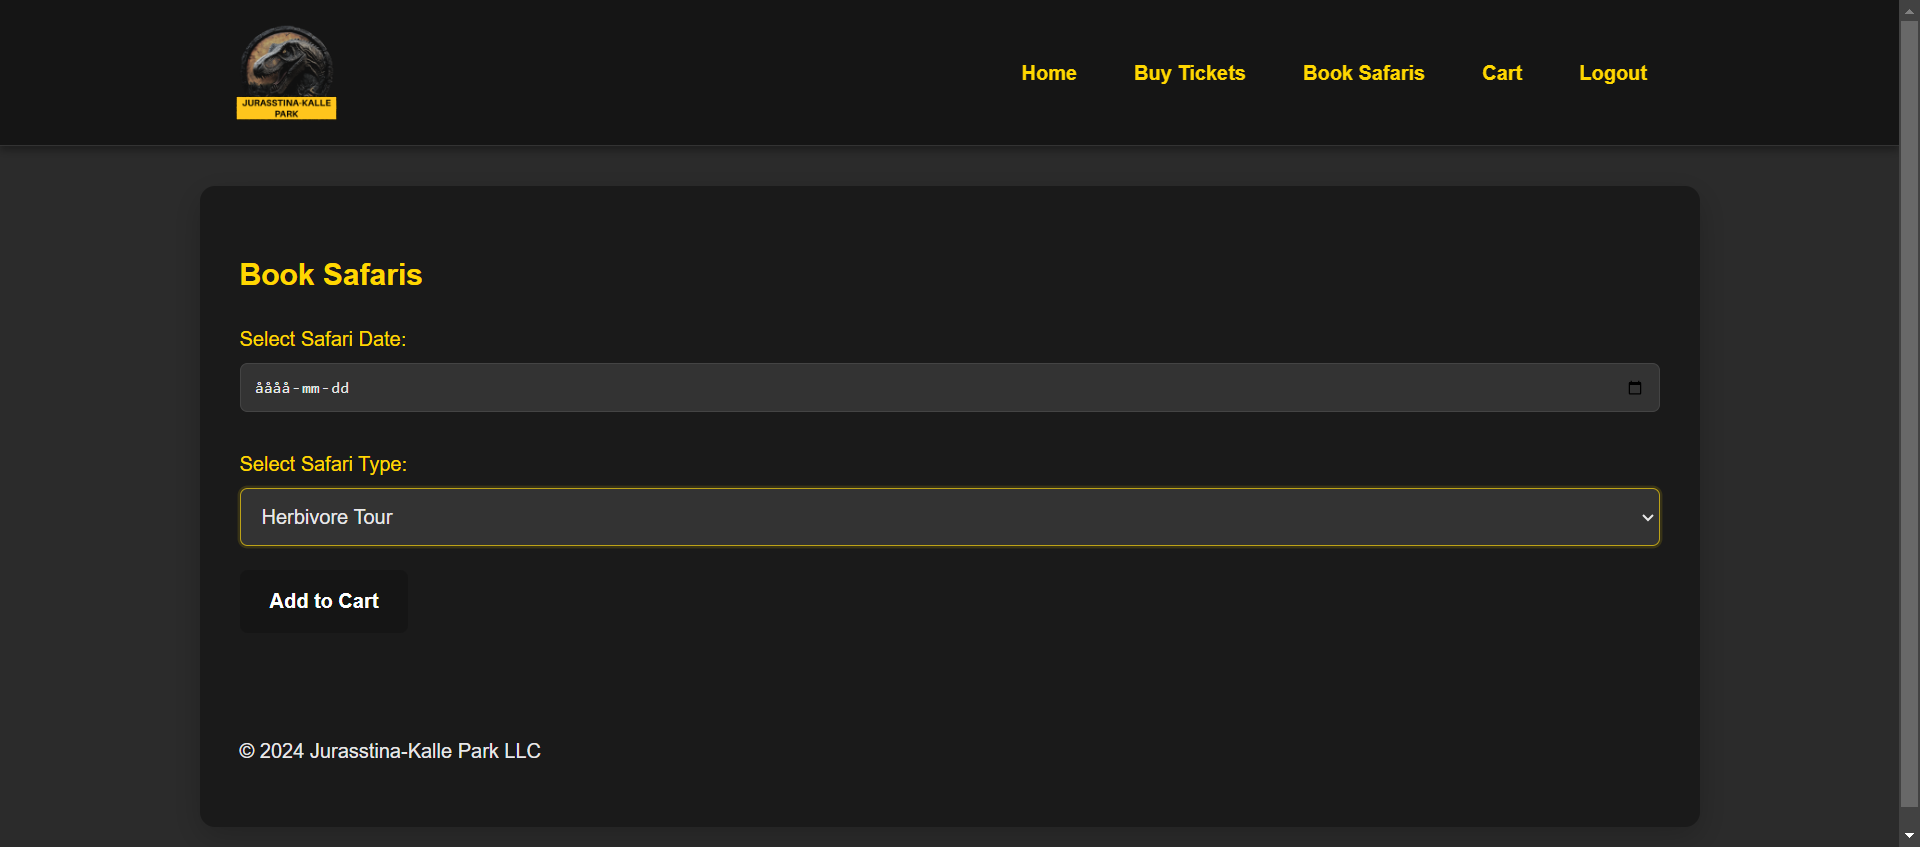 JURASSTINA-KALLE
PARK
Home
Buy Tickets
Book Safaris
Cart
Logout
Book Safaris
Select Safari Date:
åååå-mm-dd
Select Safari Type:
Herbivore Tour
Add to Cart
© 2024 Jurasstina-Kalle Park LLC